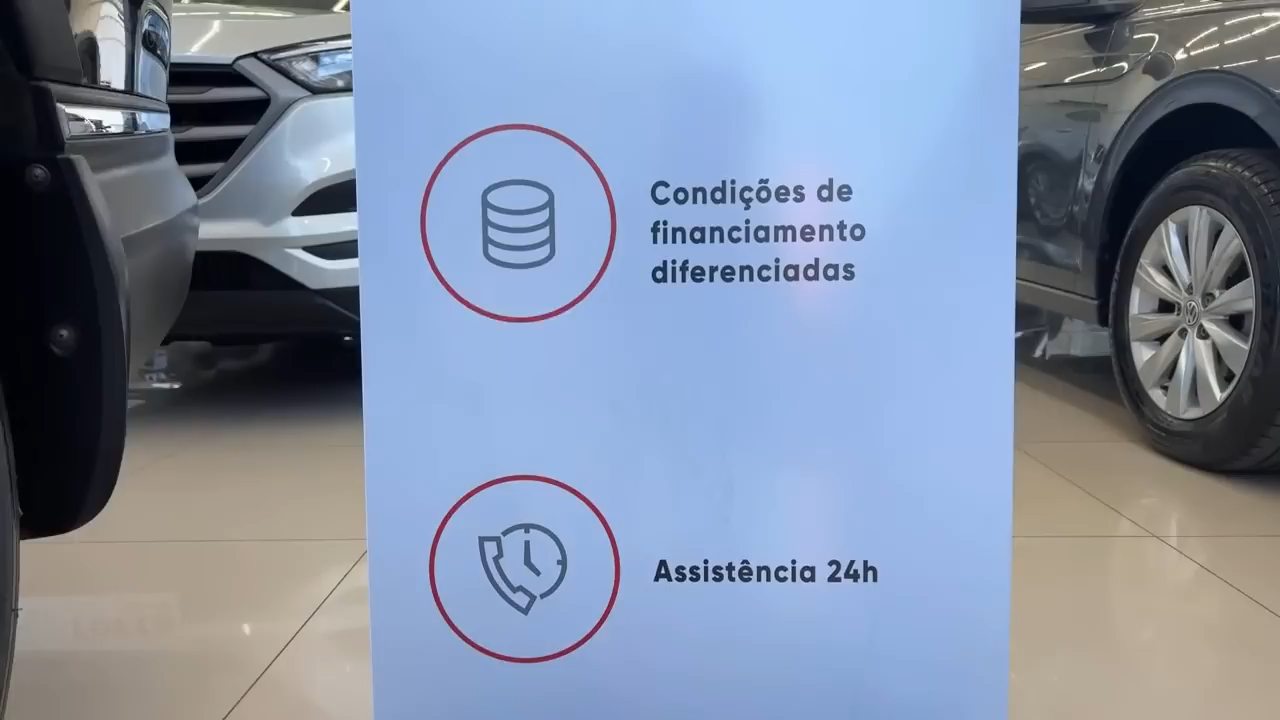 Condições de
financiamento
diferenciadas
Assistência 24h